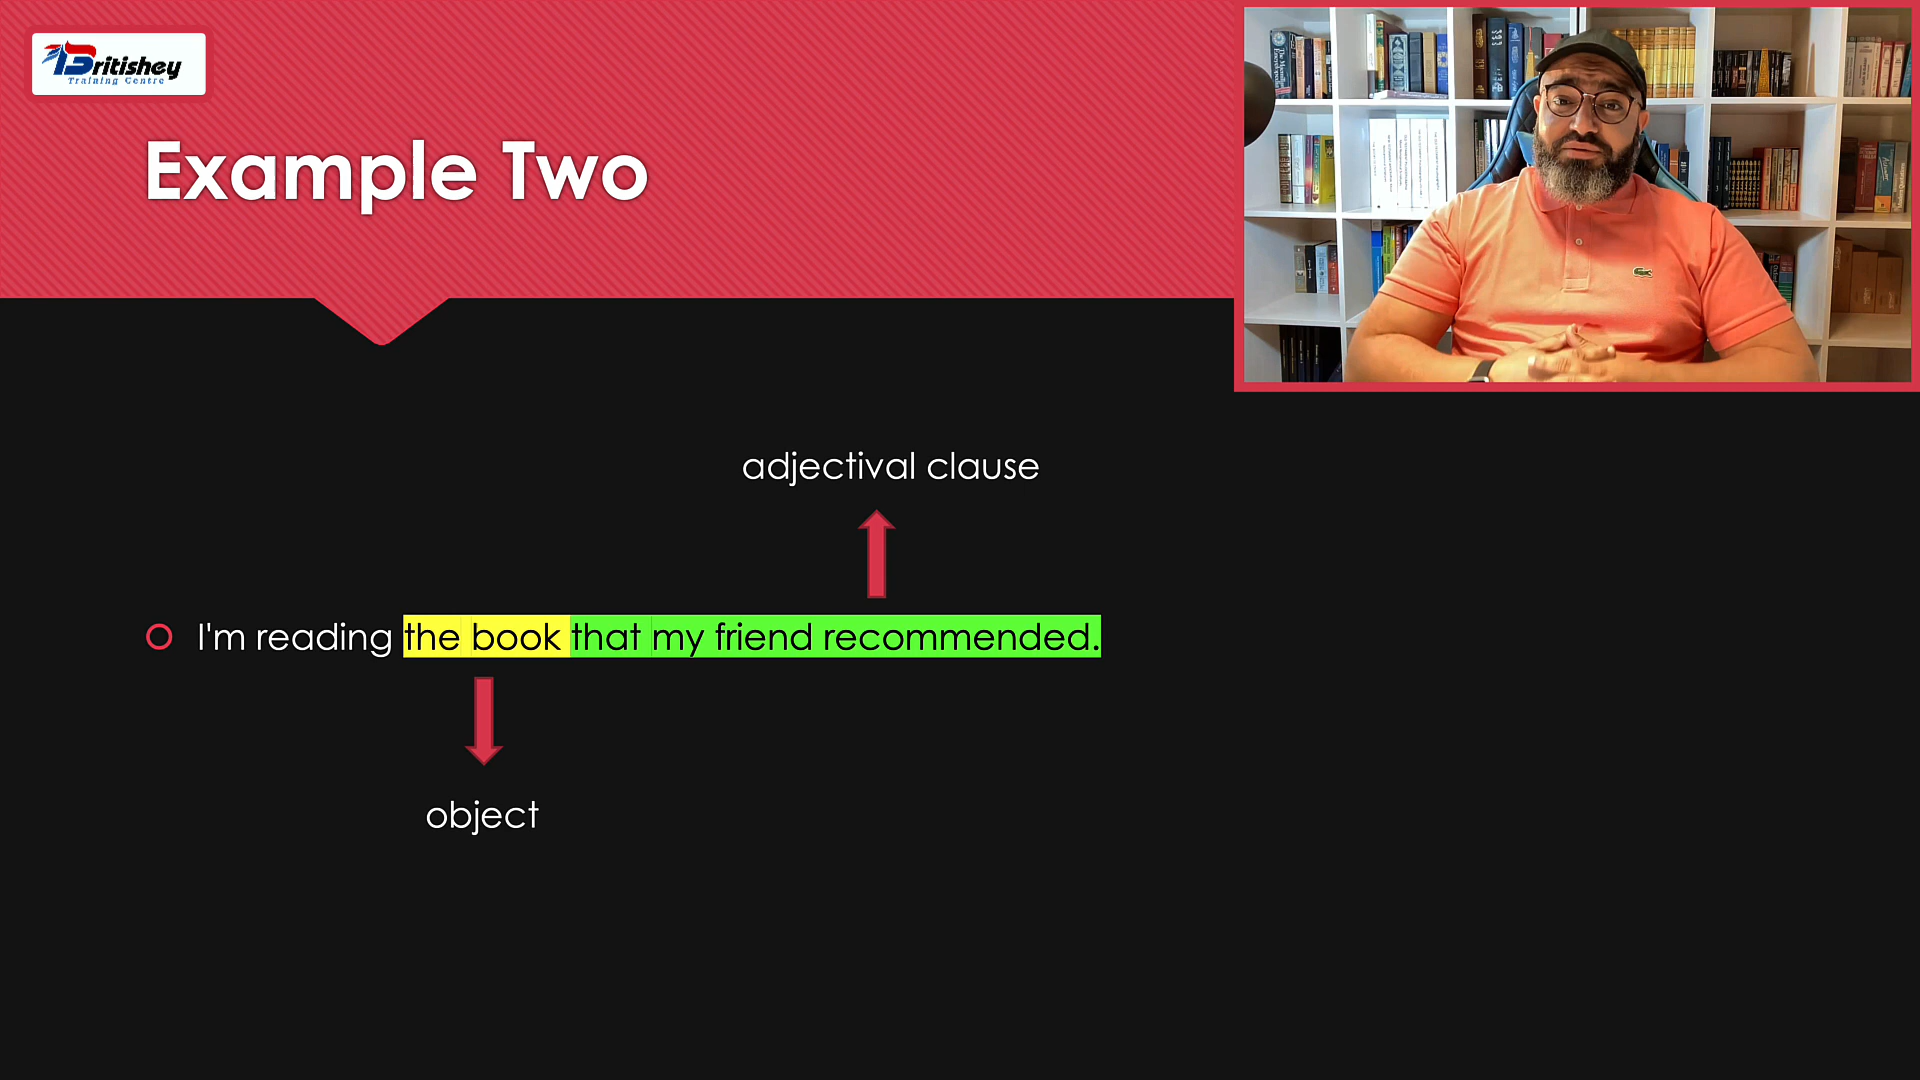 Britishey
Training Centre
Example Two
adjectival clause
I'm reading the book that my friend recommended.
object